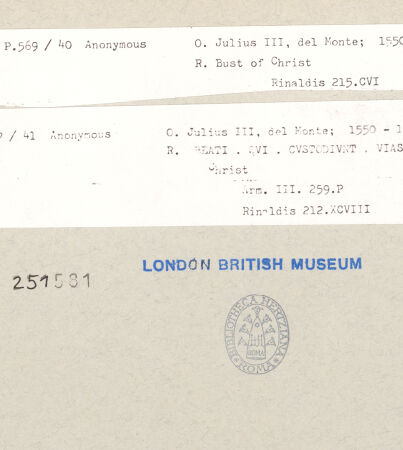 P.569 / 40 Anonymous O. Julius III, del Monte; 1550
R. Bust of Christ
Rinaldis 215.CVI
/ 41 Anonymous O. Julius III, del Monte; 1550 - 1
R. BEATI . QVI . CVSTODIVNT . VIAS
Christ
Arm. III. 259.P
Rinaldis 212.XCVIII
LONDON BRITISH MUSEUM
251581
BIBLIOTHECA HERTZIANA
ROMA
ROMA